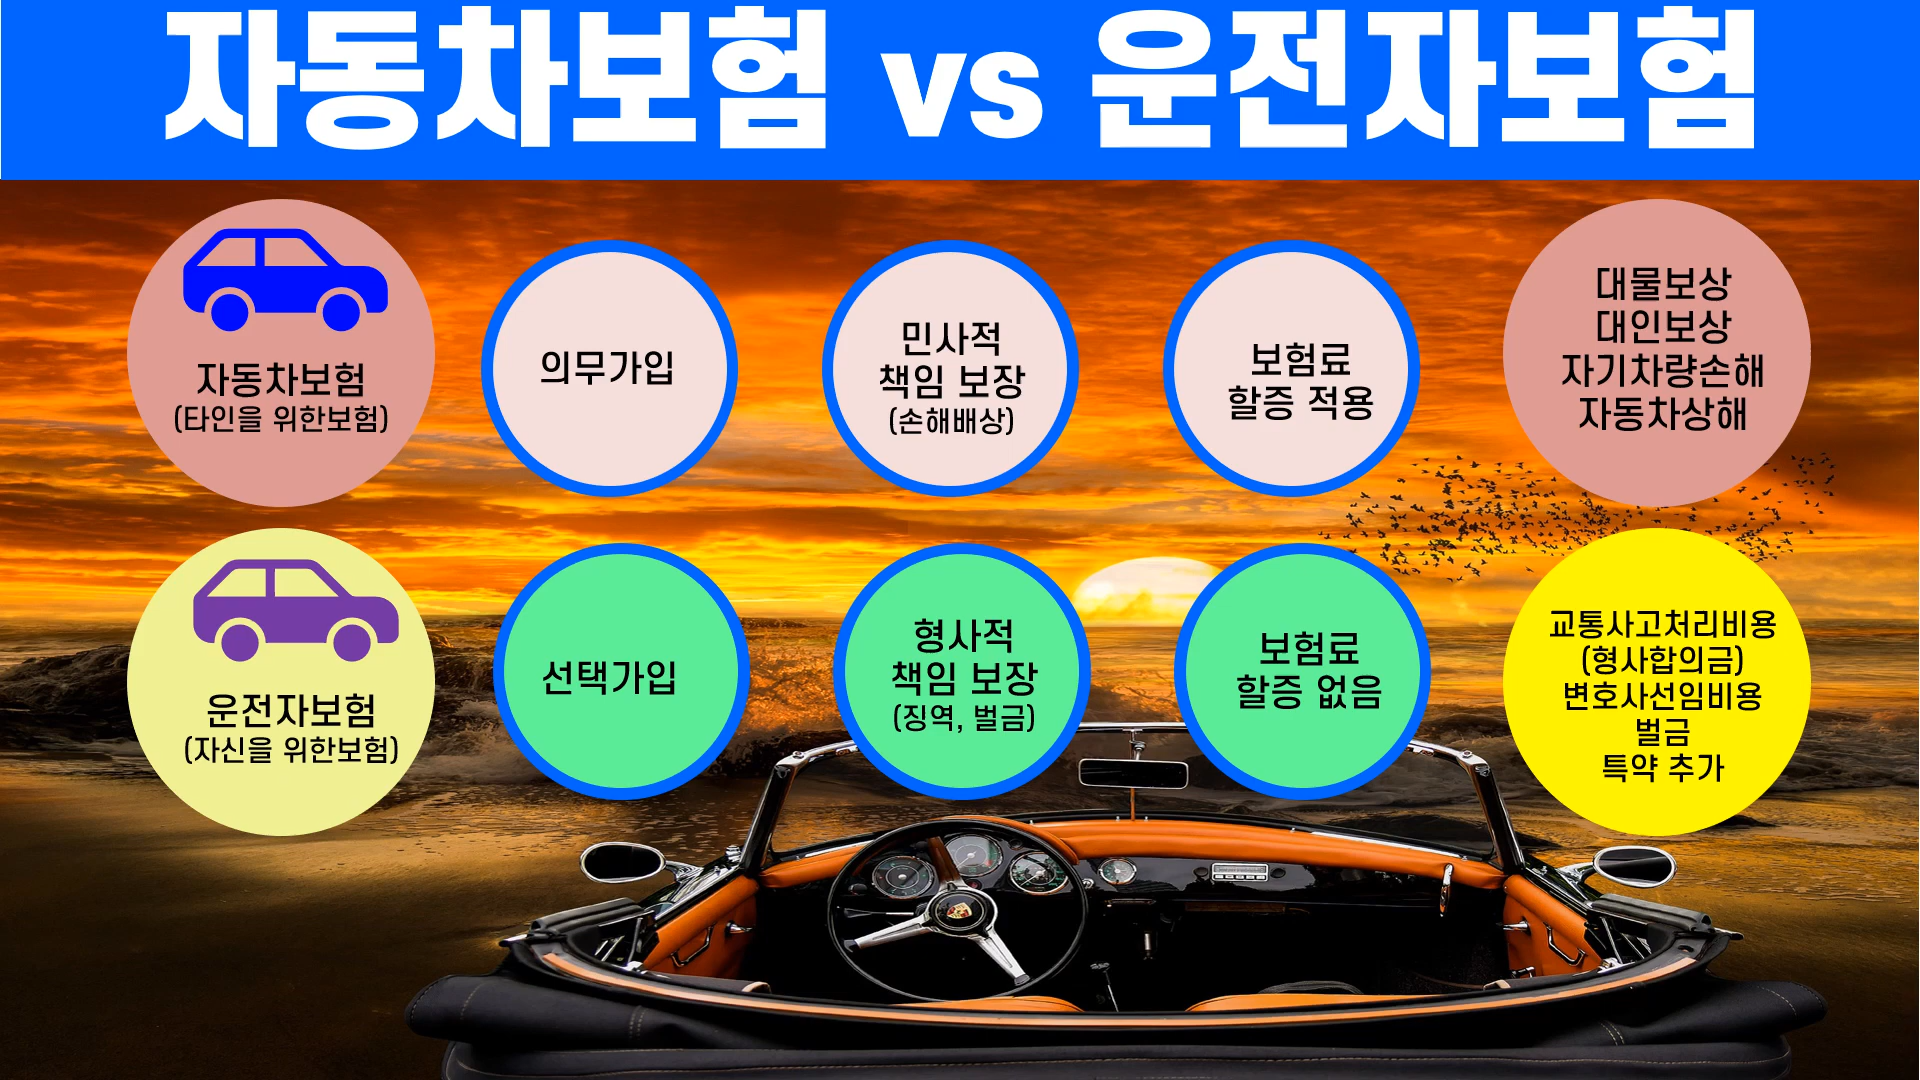 자동차보험 vs 운전자보험
자동차보험
(타인을 위한보험)
의무가입
민사적
책임 보장
(손해배상)
보험료
할증 적용
대물보상
대인보상
자기차량손해
자동차상해
운전자보험
(자신을 위한보험)
선택가입
형사적
책임 보장
(징역, 벌금)
보험료
할증 없음
교통사고처리비용
(형사합의금)
변호사선임비용
벌금
특약 추가